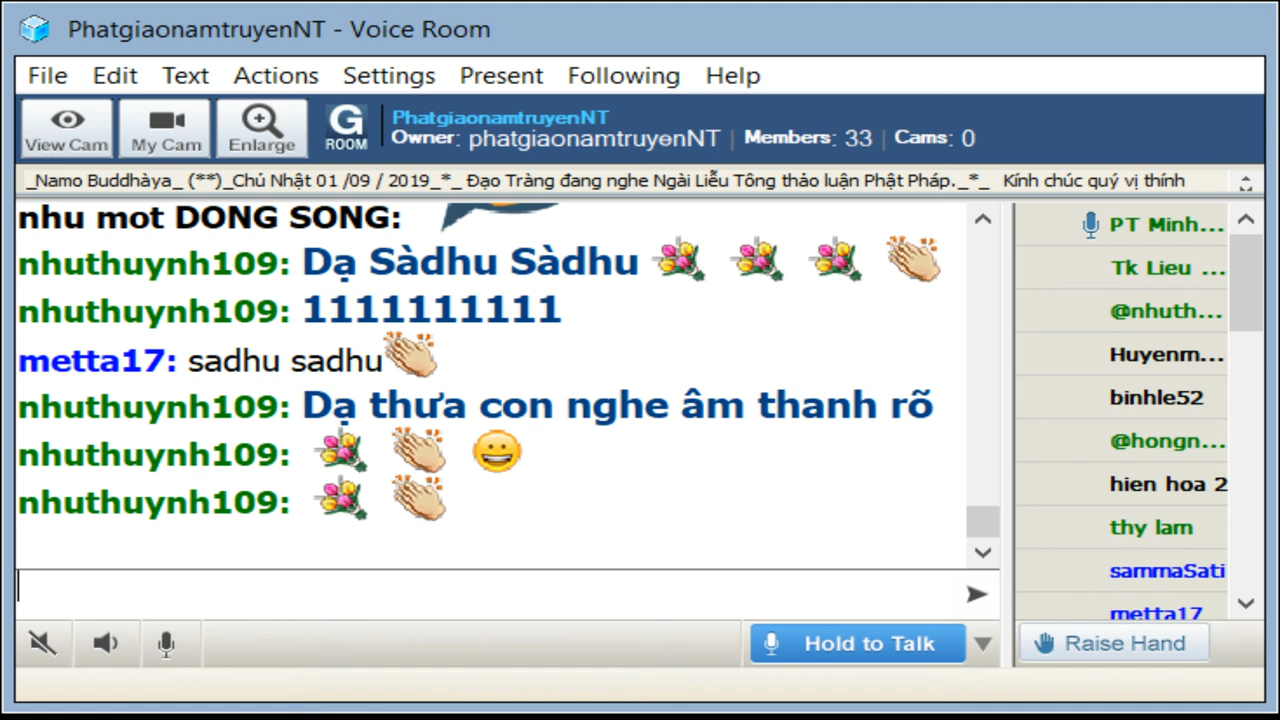 PhatgiaonamtruyenNT - Voice Room
File Edit Text Actions Settings Present Following Help
View Cam My Cam Enlarge G ROOM
PhatgiaonamtruyenNT
Owner: phatgiaonamtruyenNT | Members: 33 | Cams: 0
_Namo Buddhàya_ (**)_Chủ Nhật 01 /09 / 2019_*_ Đạo Tràng đang nghe Ngài Liễu Tông thảo luận Phật Pháp._*_ Kính chúc quý vị thính
nhu mot DONG SONG:
nhuthuynh109: Dạ Sàdhu Sàdhu
nhuthuynh109: 1111111111
metta17: sadhu sadhu
nhuthuynh109: Dạ thưa con nghe âm thanh rõ
nhuthuynh109:
nhuthuynh109:
PT Minh...
Tk Lieu ...
@nhuth...
Huyenm...
binhle52
@hongn...
hien hoa 2
thy lam
sammaSati
metta17
Hold to Talk
Raise Hand